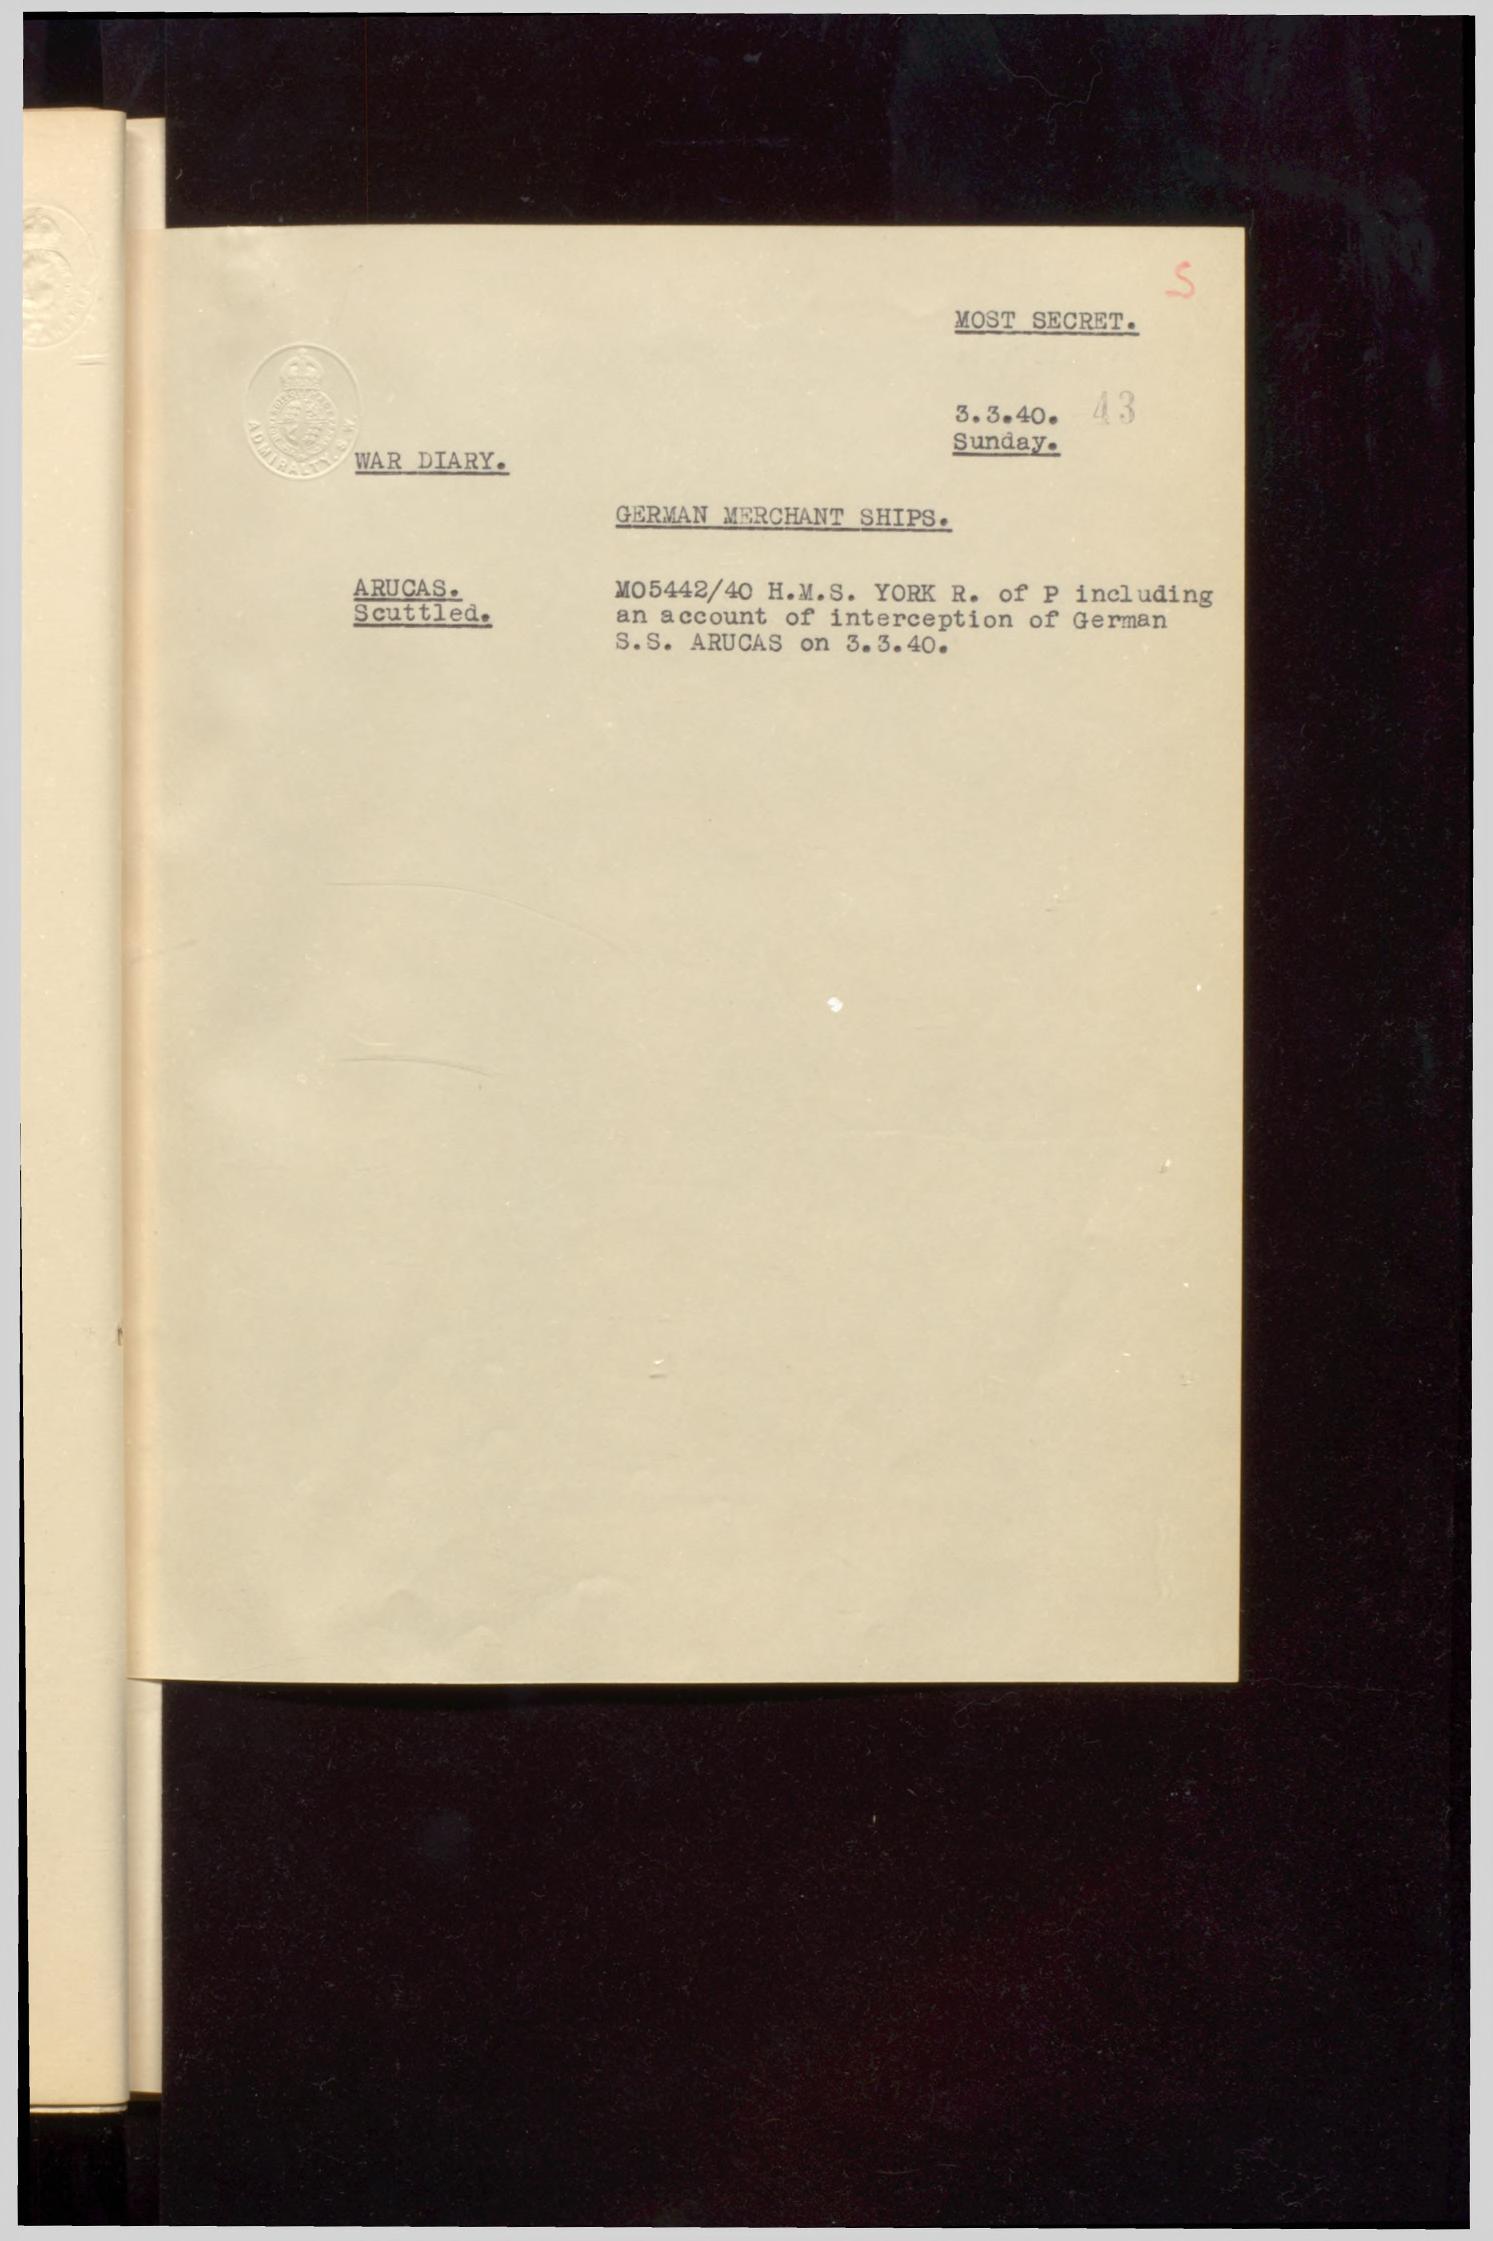 S
MOST SECRET.
3.3.40. 43
Sunday.
ADMIRALTY. S.W.
WAR DIARY.
GERMAN MERCHANT SHIPS.
ARUCAS.
Scuttled.
M05442/40 H.M.S. YORK R. of P including
an account of interception of German
S.S. ARUCAS on 3.3.40.